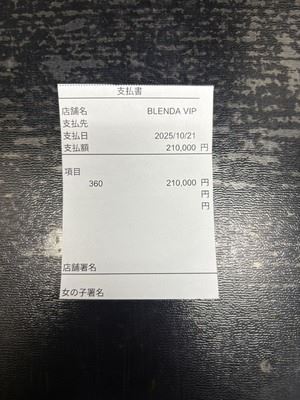 支払書
店舗名 BLENDA VIP
支払先
支払日 2025/10/21
支払額 210,000 円
項目
360 210,000 円
円
円
店舗署名
女の子署名